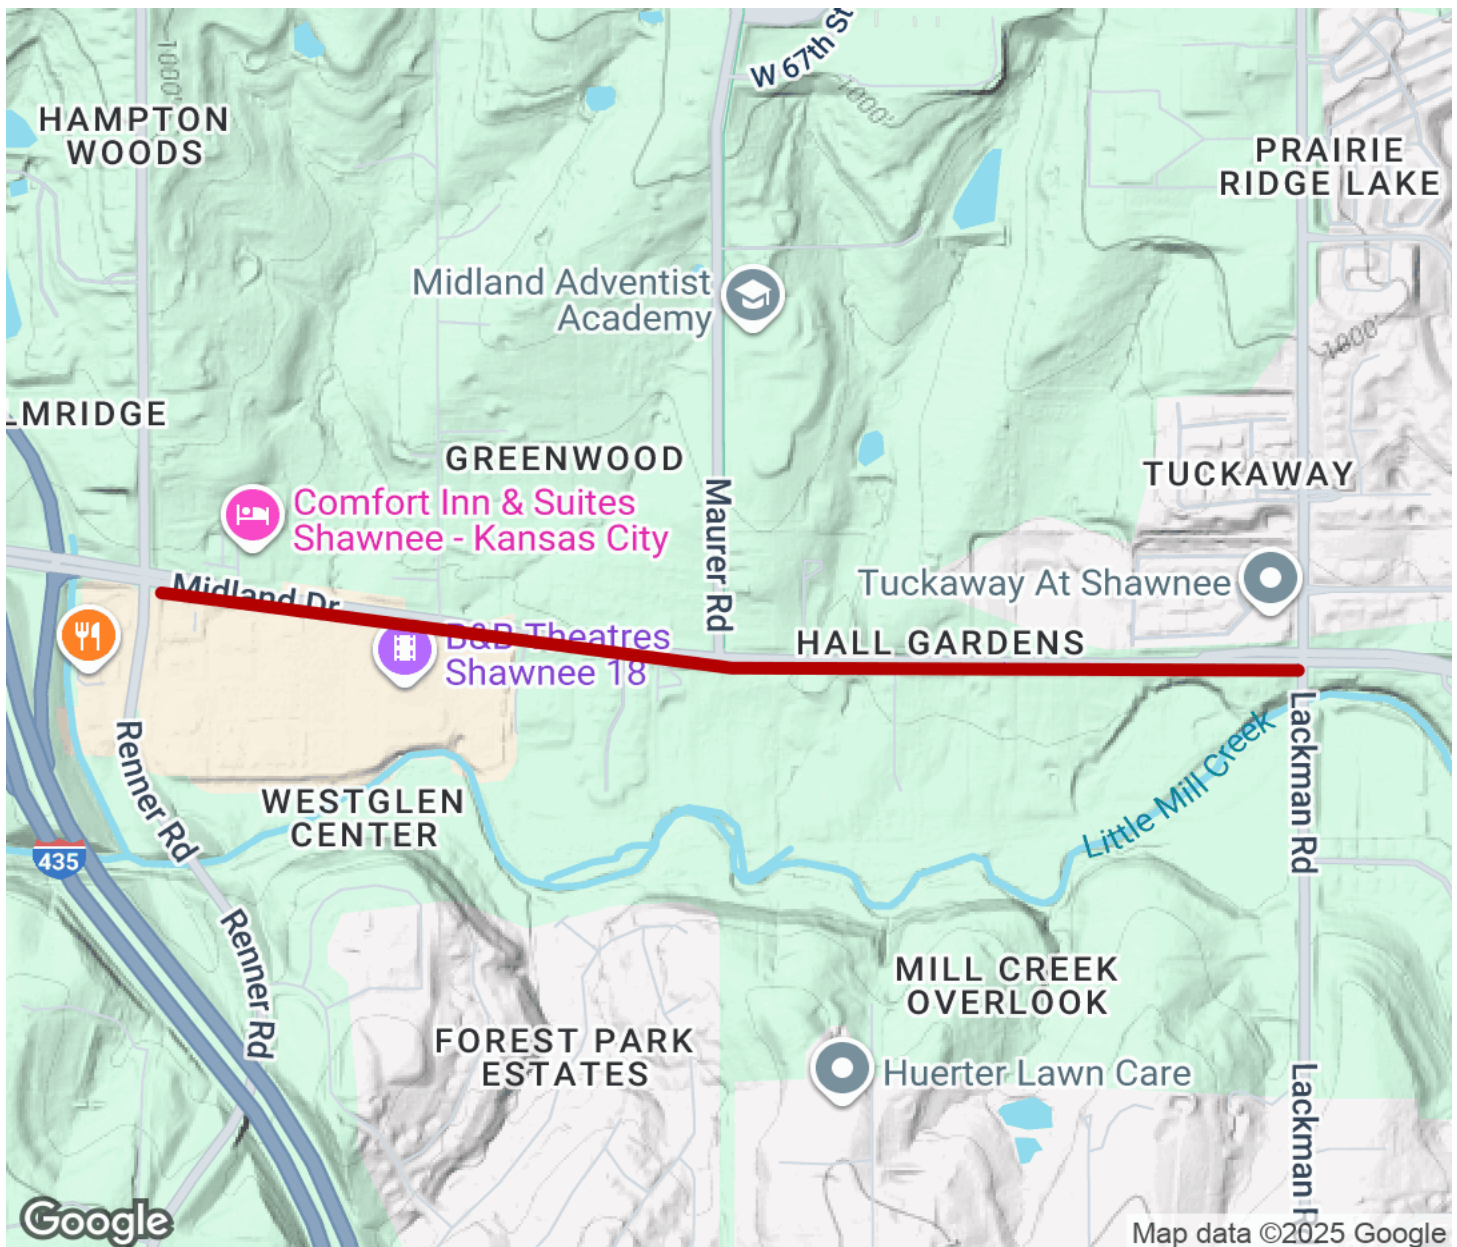 1000'
W 67th St
1000'
HAMPTON
WOODS
PRAIRIE
RIDGE LAKE
Midland Adventist
Academy
1000'
LMRIDGE
GREENWOOD
TUCKAWAY
Comfort Inn & Suites
Shawnee - Kansas City
Maurer Rd
Tuckaway At Shawnee
Midland Dr
B&B Theatres
Shawnee 18
HALL GARDENS
Renner Rd
Lackman Rd
Little Mill Creek
WESTGLEN
CENTER
435
Renner Rd
MILL CREEK
OVERLOOK
FOREST PARK
ESTATES
Huerter Lawn Care
Lackman R
Google
Map data ©2025 Google